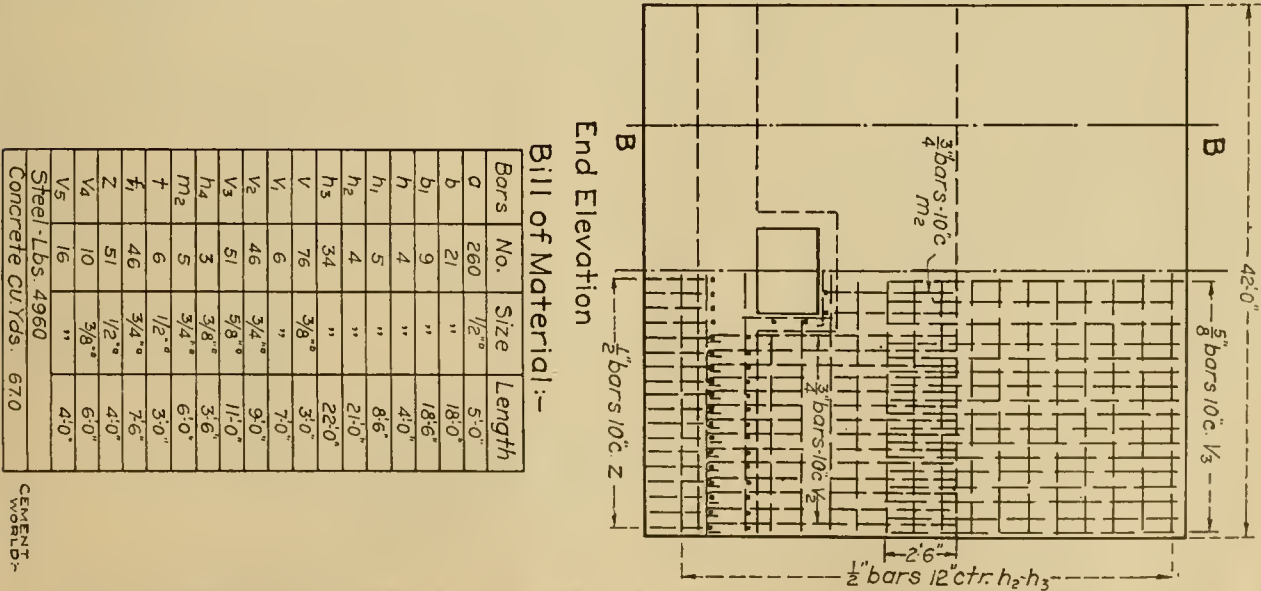 42'-0"
B
B
5/8" bars 10"c. V3
3/4" bars-10"c
m2
3/4" bars-10"c V2
1/2" bars 10"c. Z
2'6"
1/2" bars 12"ctr. h2-h3
End Elevation
Bill of Material:-
Bars No. Size Length
a 260 1/2"▫ 5'-0"
b 21 " 18'-0"
b1 9 " 18'-6"
h 4 " 4'-0"
h1 5 " 8'-6"
h2 4 " 21'-0"
h3 34 " 22'-0"
V 76 3/8"▫ 3'-0"
V1 6 " 7'-0"
V2 46 3/4"▫ 9'-0"
V3 51 5/8"▫ 11'-0"
h4 3 3/8"▫ 3'-6"
m2 5 3/4"▫ 6'-0"
t 6 1/2"▫ 3'-0"
t1 46 3/4"▫ 7'-6"
Z 51 1/2"▫ 4'-0"
V4 10 3/8"▫ 6'-0"
V5 16 " 4'-0"
Steel-Lbs. 4960
Concrete CU.Yds. 67.0
CEMENT
WORLD